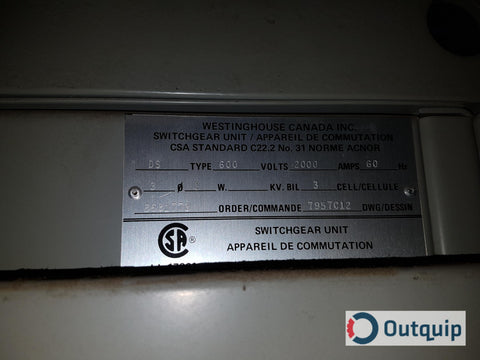 WESTINGHOUSE CANADA INC.
SWITCHGEAR UNIT / APPAREIL DE COMMUTATION
CSA STANDARD C22.2 No. 31 NORME ACNOR
DS TYPE 600 VOLTS 2000 AMPS 60 Hz
3 Ø W. KV. BIL 3 CELL/CELLULE
ORDER/COMMANDE 7957C12 DWG/DESSIN
SWITCHGEAR UNIT
APPAREIL DE COMMUTATION
Outquip